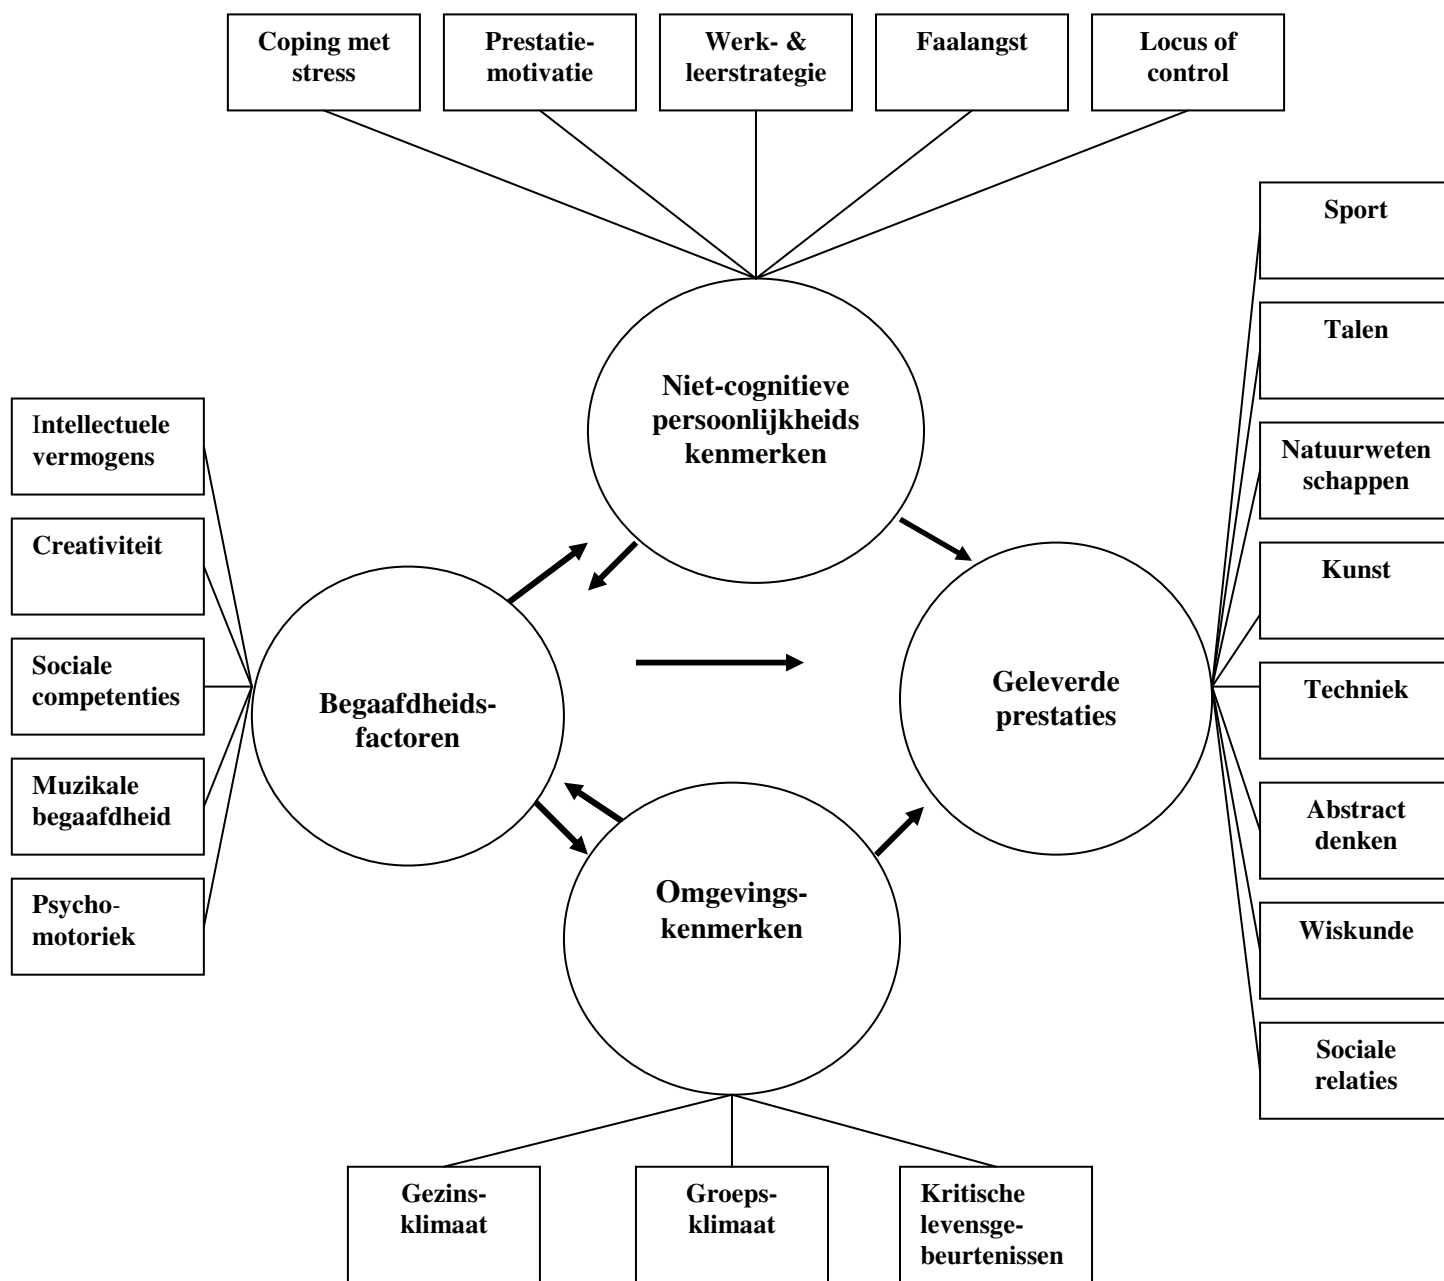 Coping met
stress
Prestatie-
motivatie
Werk- &
leerstrategie
Faalangst
Locus of
control
Sport
Talen
Natuurweten
schappen
Kunst
Techniek
Abstract
denken
Wiskunde
Sociale
relaties
Niet-cognitieve
persoonlijkheids
kenmerken
Intellectuele
vermogens
Creativiteit
Sociale
competenties
Muzikale
begaafdheid
Psycho-
motoriek
Begaafdheids-
factoren
Geleverde
prestaties
Omgevings-
kenmerken
Gezins-
klimaat
Groeps-
klimaat
Kritische
levensge-
beurtenissen